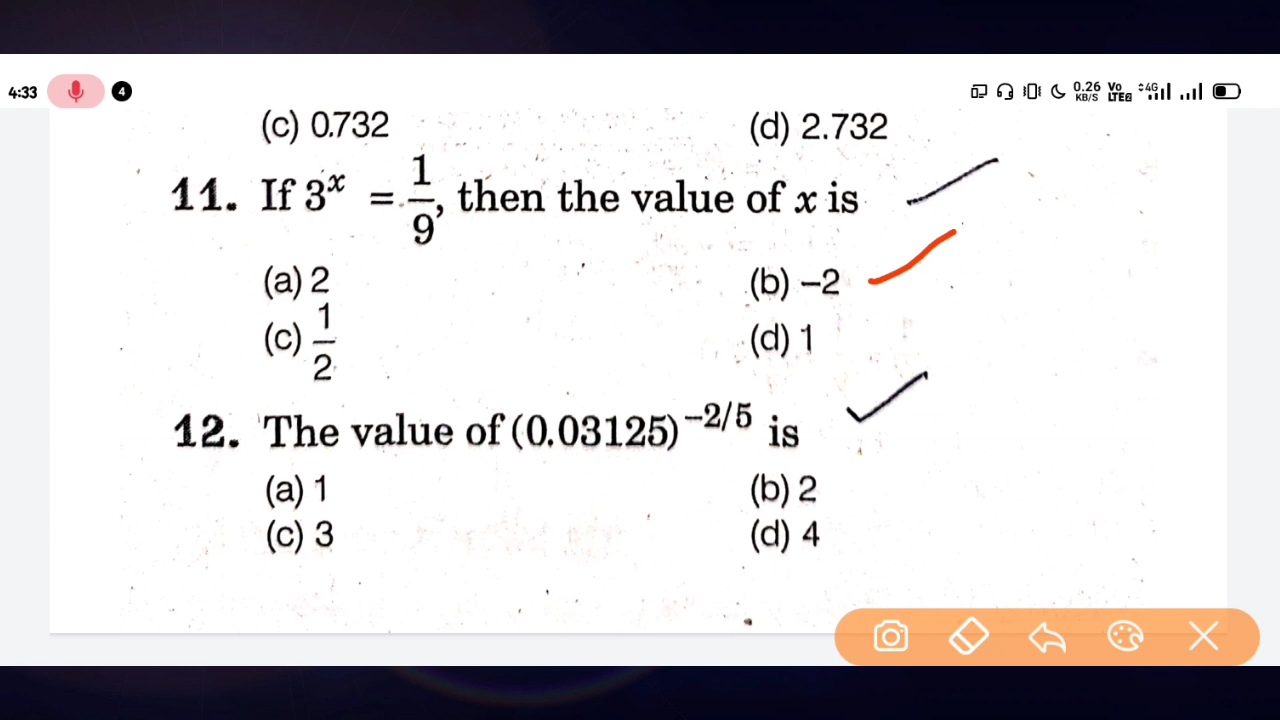 4:33 4 0.26 KB/S Vo LTE2 4G
(c) 0.732 (d) 2.732
11. If 3ˣ = 1/9, then the value of x is
(a) 2 (b) –2
(c) 1/2 (d) 1
12. The value of (0.03125)^–2/5 is
(a) 1 (b) 2
(c) 3 (d) 4